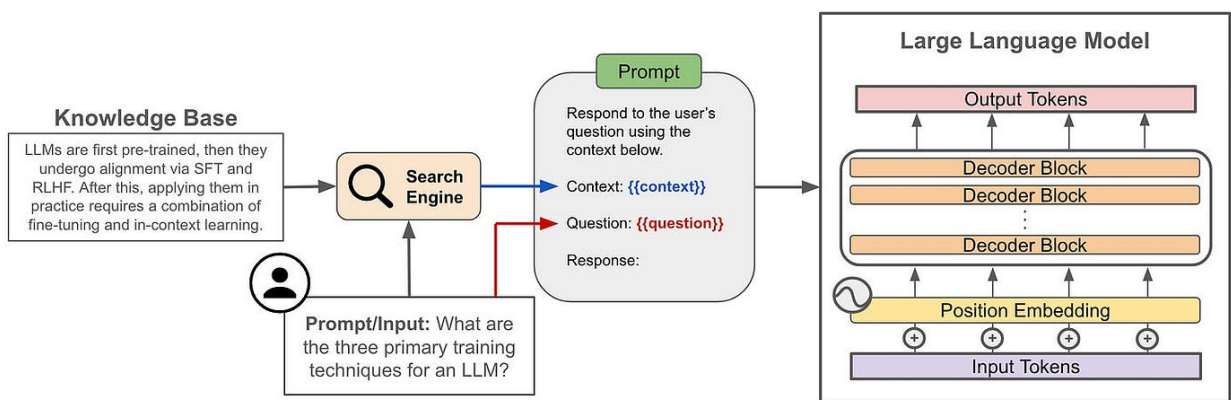 Knowledge Base
LLMs are first pre-trained, then they
undergo alignment via SFT and
RLHF. After this, applying them in
practice requires a combination of
fine-tuning and in-context learning.
Search
Engine
Prompt/Input: What are
the three primary training
techniques for an LLM?
Prompt
Respond to the user's
question using the
context below.
Context: {{context}}
Question: {{question}}
Response:
Large Language Model
Output Tokens
Decoder Block
Decoder Block
Decoder Block
Position Embedding
Input Tokens